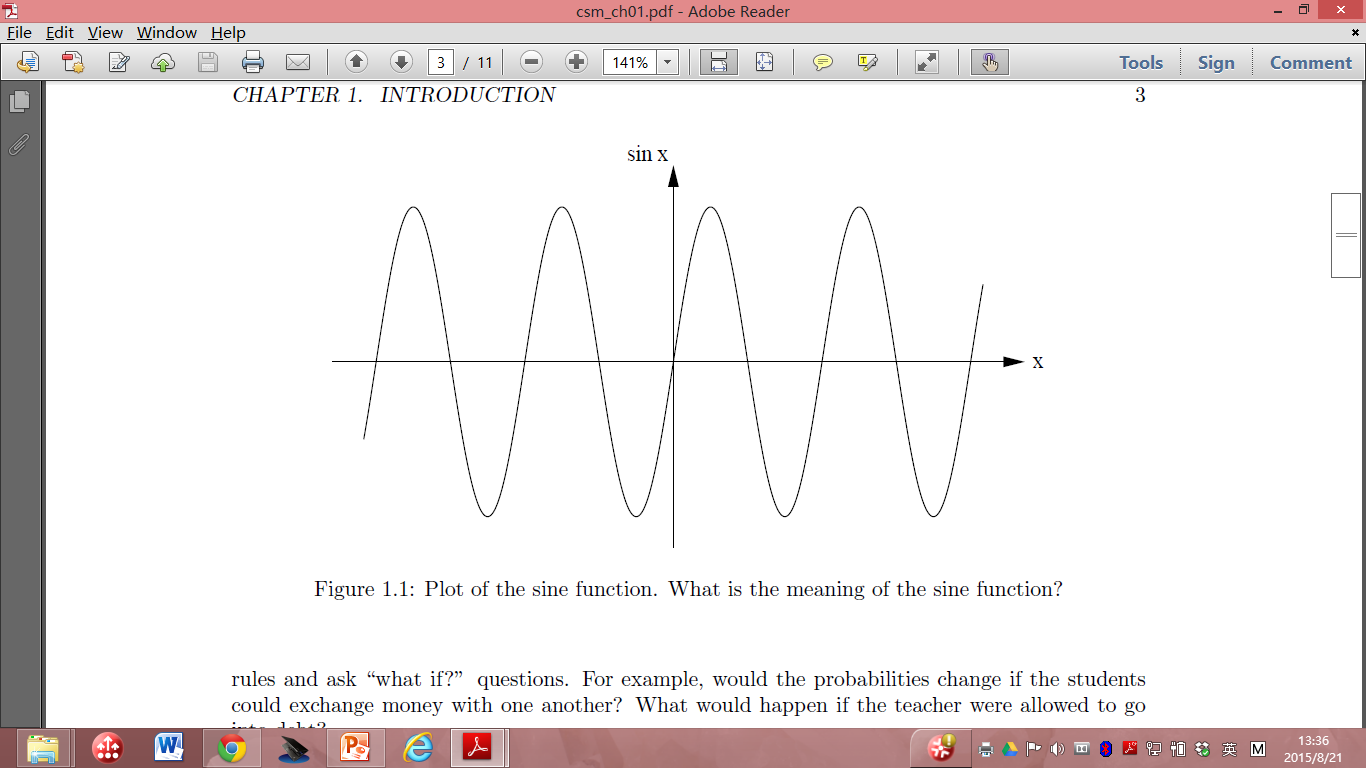 csm_ch01.pdf - Adobe Reader
File Edit View Window Help
3 / 11 141% Tools Sign Comment
CHAPTER 1. INTRODUCTION 3
sin x
x
Figure 1.1: Plot of the sine function. What is the meaning of the sine function?
rules and ask “what if?” questions. For example, would the probabilities change if the students
could exchange money with one another? What would happen if the teacher were allowed to go
into debt?
英 M
13:36
2015/8/21